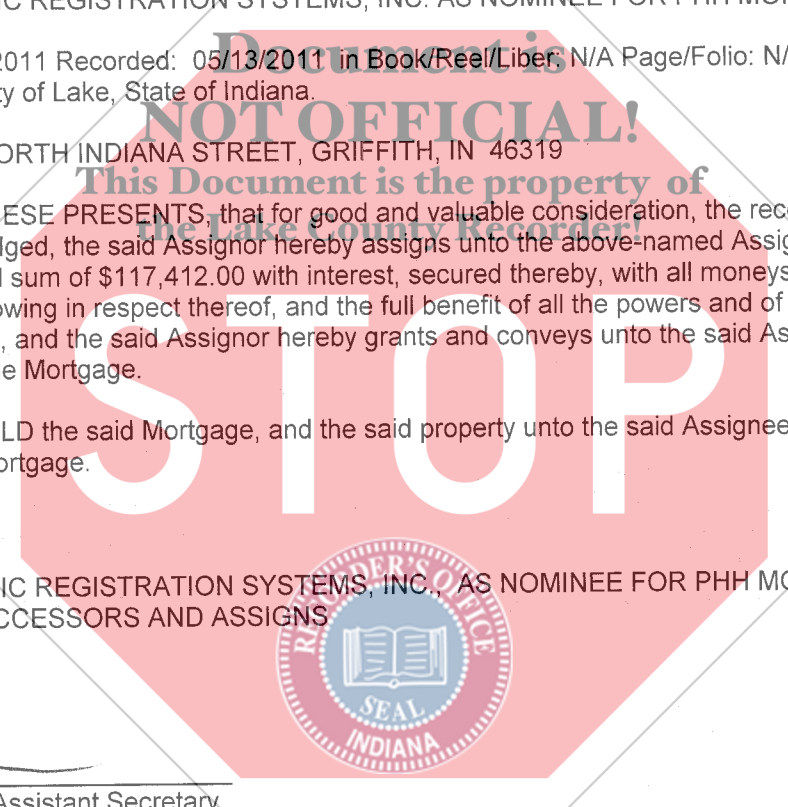 IC REGISTRATION SYSTEMS, INC. AS NOMINEE FOR PHH MO
2011 Recorded: 05/13/2011 in Book/Reel/Liber: N/A Page/Folio: N/
ty of Lake, State of Indiana.
Document is
NOT OFFICIAL!
ORTH INDIANA STREET, GRIFFITH, IN 46319
This Document is the property of
the Lake County Recorder!
ESE PRESENTS, that for good and valuable consideration, the rec
lged, the said Assignor hereby assigns unto the above-named Assig
l sum of $117,412.00 with interest, secured thereby, with all moneys
owing in respect thereof, and the full benefit of all the powers and of
, and the said Assignor hereby grants and conveys unto the said As
e Mortgage.
STOP
LD the said Mortgage, and the said property unto the said Assignee
ortgage.
IC REGISTRATION SYSTEMS, INC., AS NOMINEE FOR PHH MO
CCESSORS AND ASSIGNS
RECORDER'S OFFICE
SEAL
INDIANA
Assistant Secretary